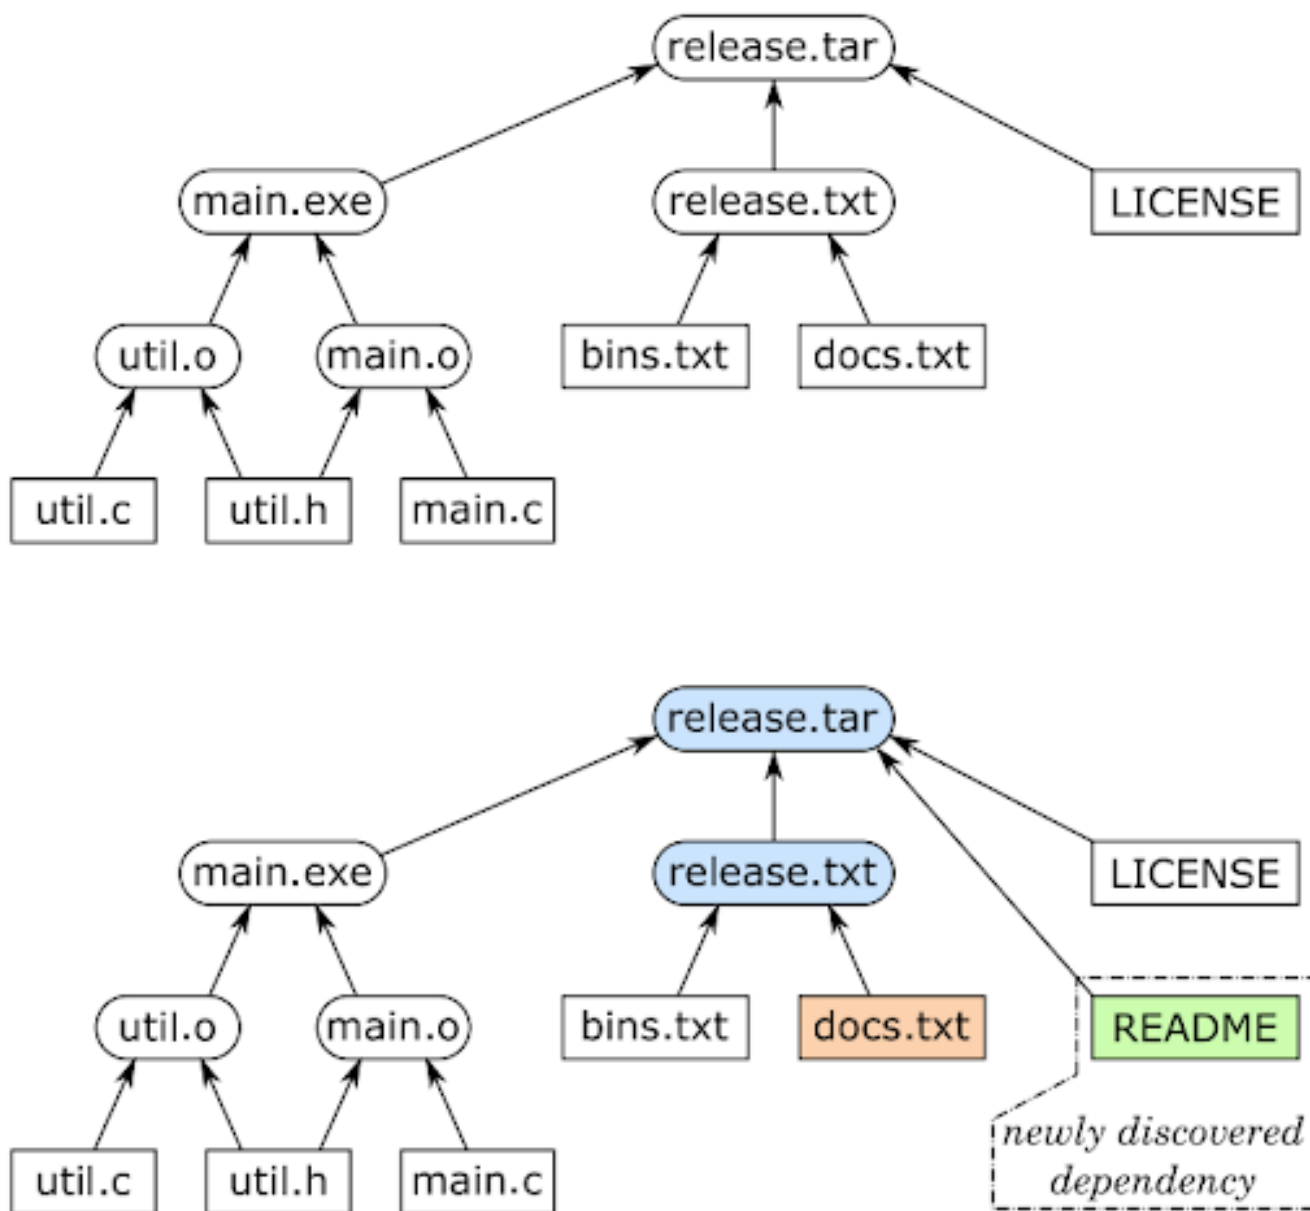 release.tar
main.exe release.txt LICENSE
util.o main.o bins.txt docs.txt
util.c util.h main.c
release.tar
main.exe release.txt LICENSE
util.o main.o bins.txt docs.txt README
newly discovered
util.c util.h main.c dependency